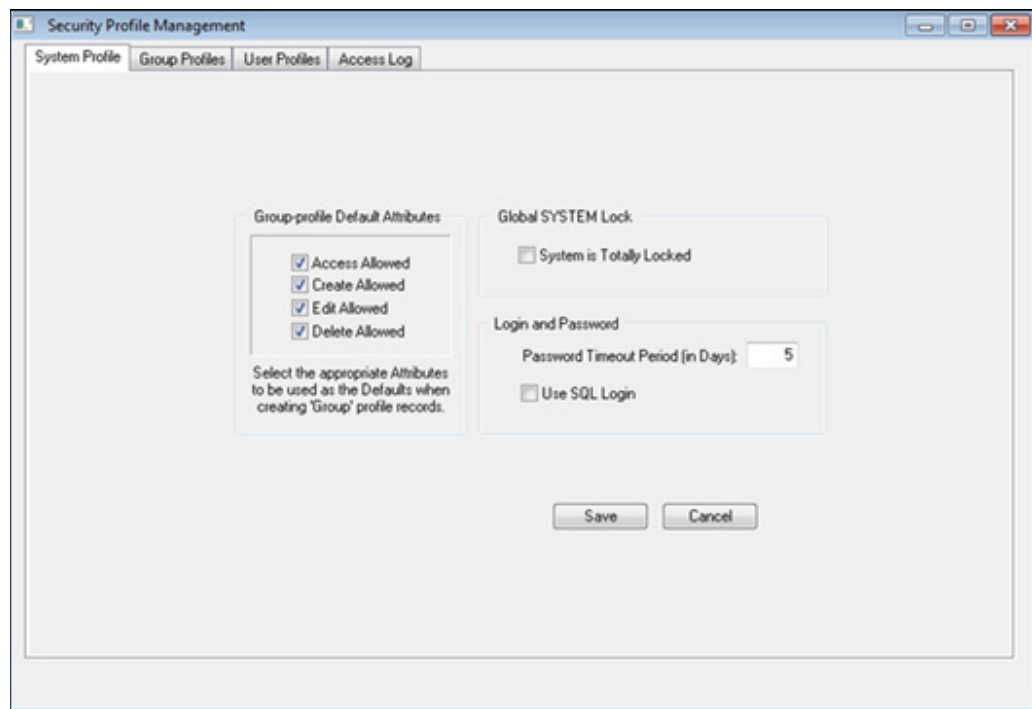 Security Profile Management
System Profile Group Profiles User Profiles Access Log
Group-profile Default Attributes
Access Allowed
Create Allowed
Edit Allowed
Delete Allowed
Select the appropriate Attributes
to be used as the Defaults when
creating 'Group' profile records.
Global SYSTEM Lock
System is Totally Locked
Login and Password
Password Timeout Period (in Days): 5
Use SQL Login
Save Cancel